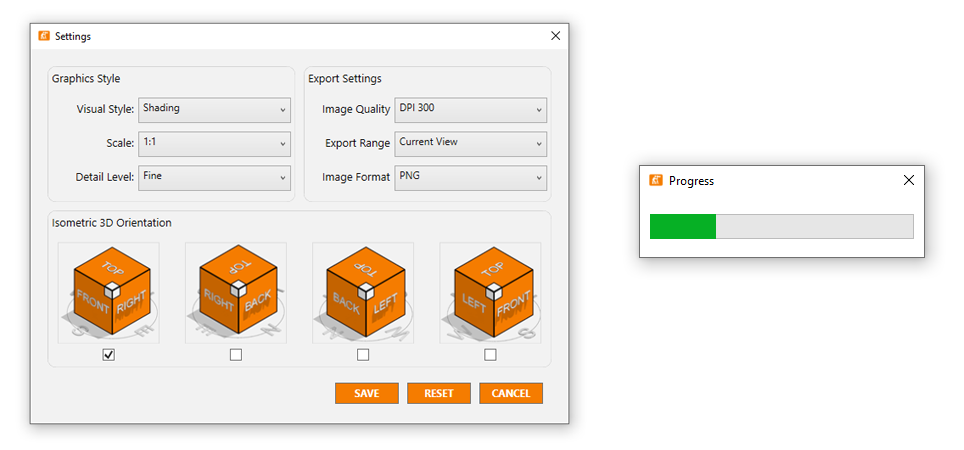 Settings
Graphics Style
Visual Style: Shading
Scale: 1:1
Detail Level: Fine
Export Settings
Image Quality DPI 300
Export Range Current View
Image Format PNG
Isometric 3D Orientation
TOP
FRONT RIGHT
S E
TOP
RIGHT BACK
E N
TOP
BACK LEFT
N W
TOP
LEFT FRONT
W S
SAVE RESET CANCEL
Progress